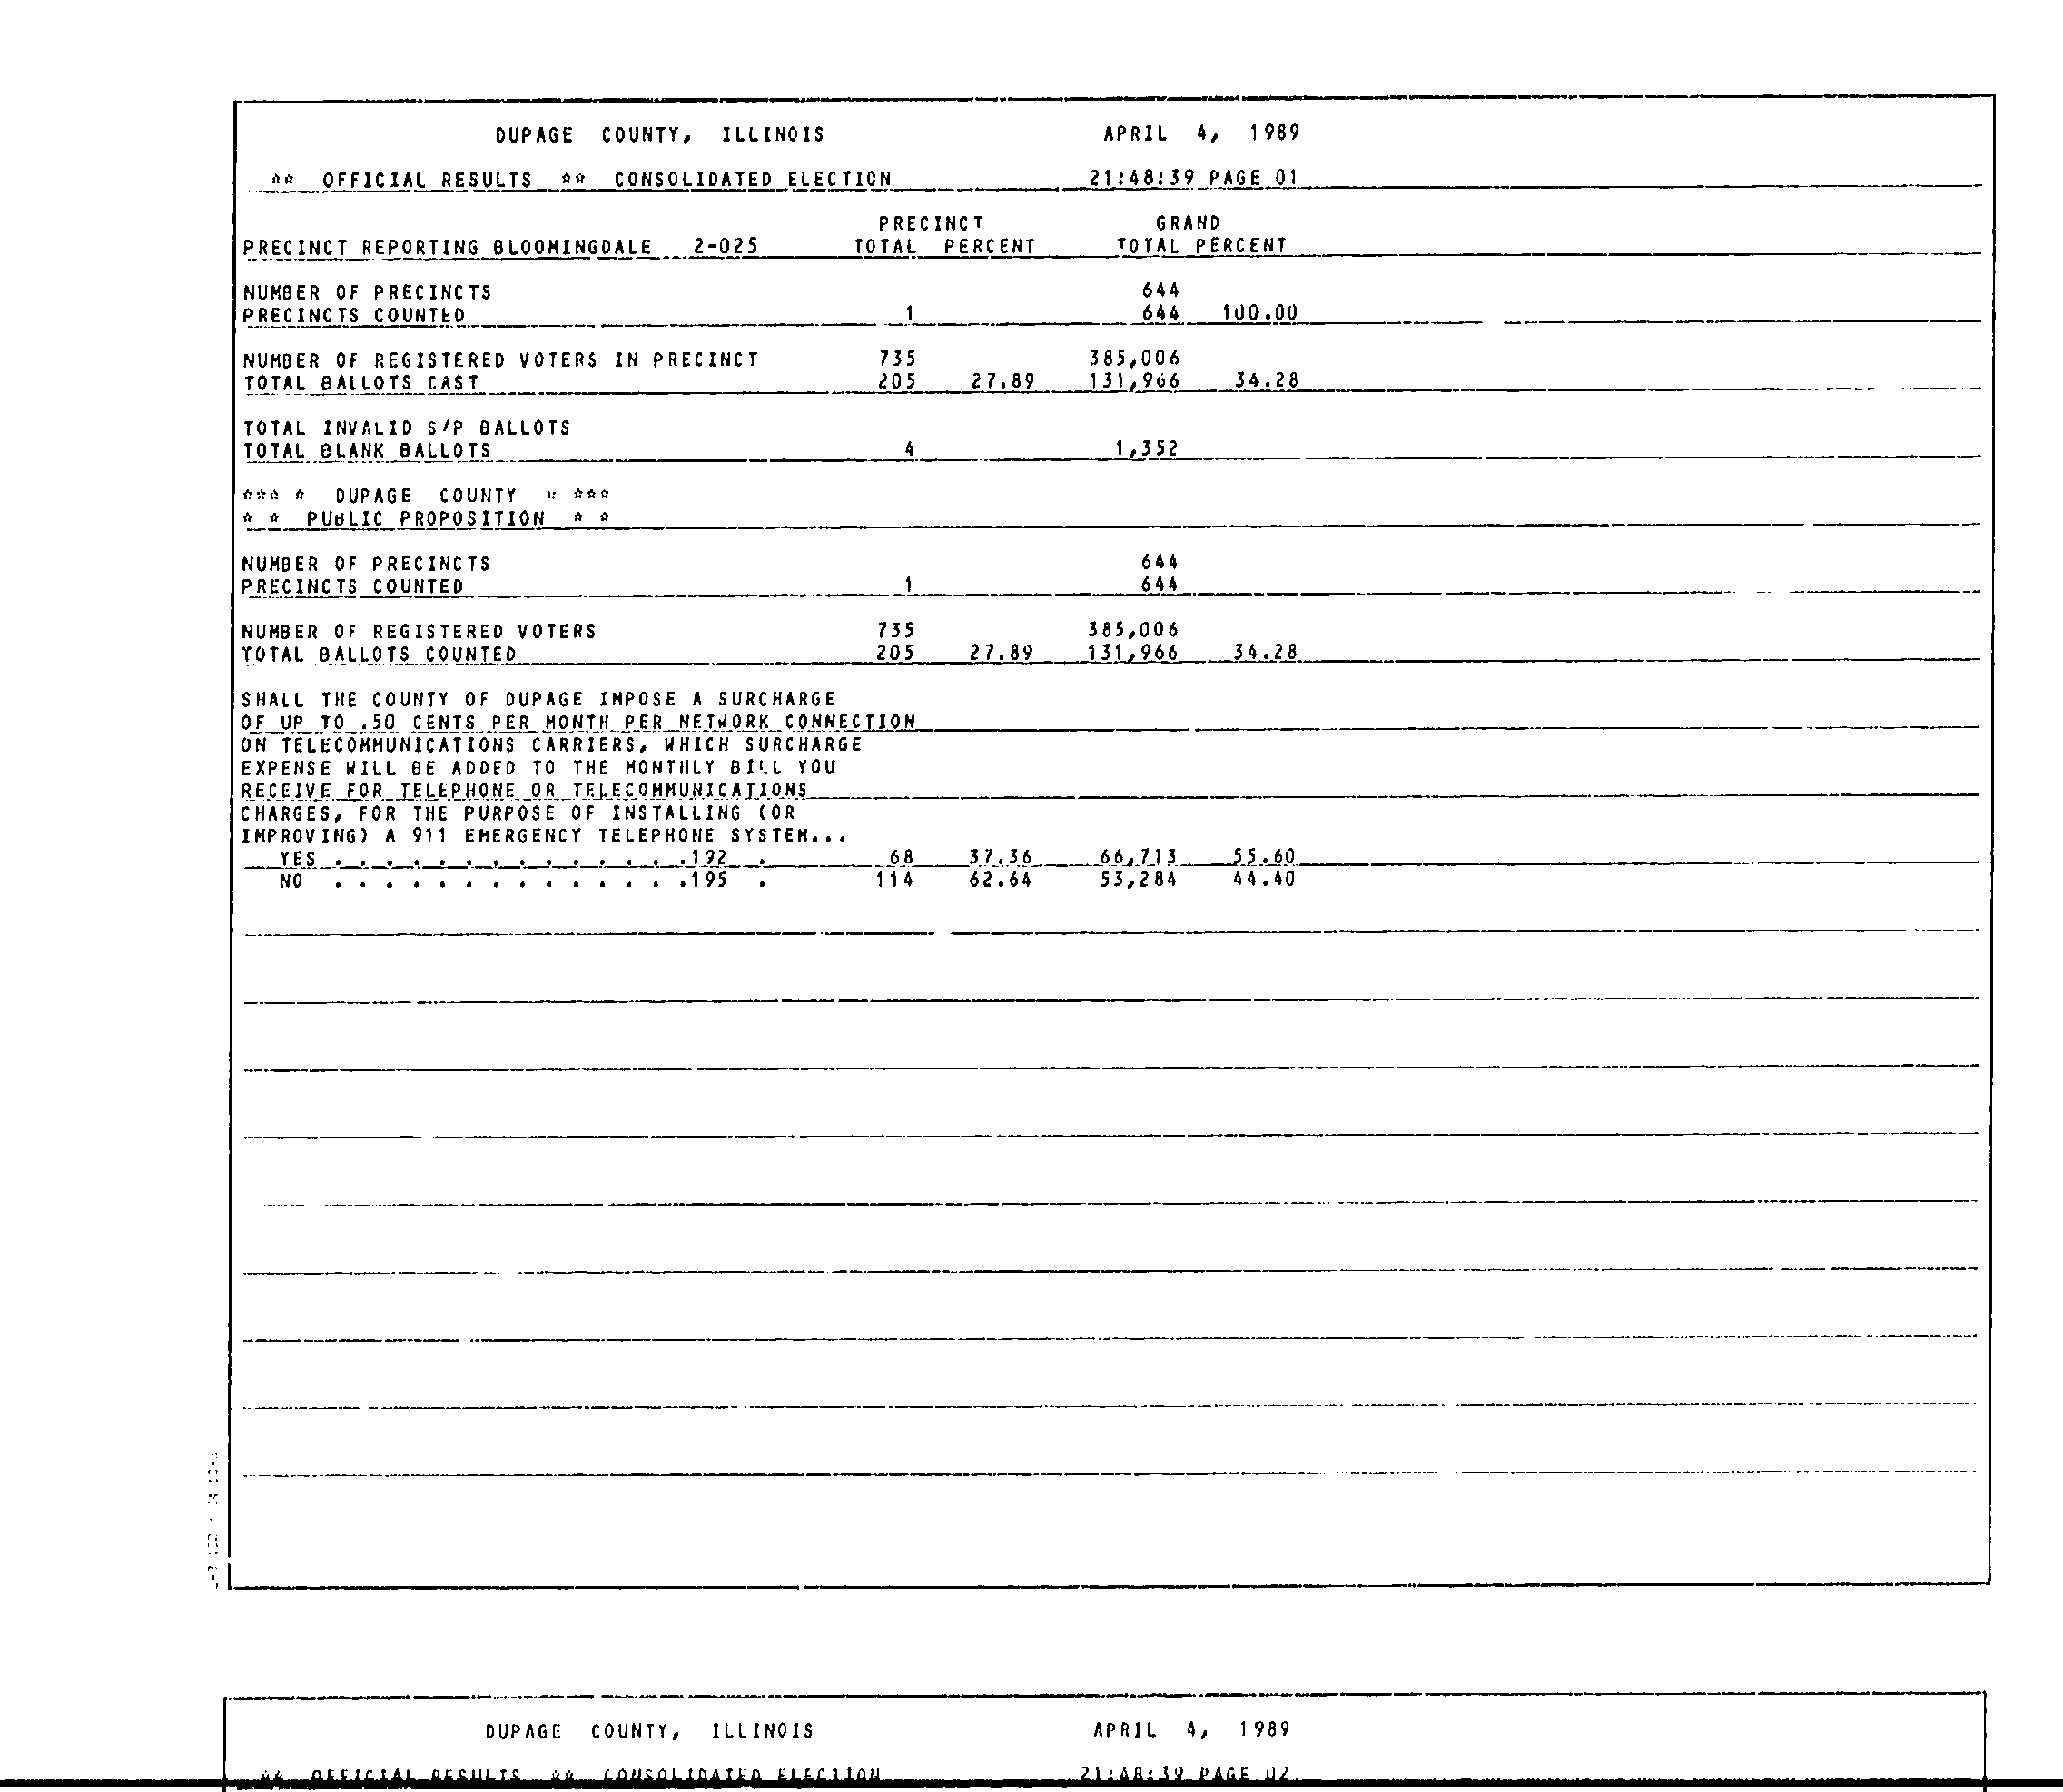 DUPAGE COUNTY, ILLINOIS APRIL 4, 1989
** OFFICIAL RESULTS ** CONSOLIDATED ELECTION 21:48:39 PAGE 01
PRECINCT GRAND
PRECINCT REPORTING BLOOMINGDALE 2-025 TOTAL PERCENT TOTAL PERCENT
NUMBER OF PRECINCTS 644
PRECINCTS COUNTED 1 644 100.00
NUMBER OF REGISTERED VOTERS IN PRECINCT 735 385,006
TOTAL BALLOTS CAST 205 27.89 131,966 34.28
TOTAL INVALID S/P BALLOTS
TOTAL BLANK BALLOTS 4 1,352
*** * DUPAGE COUNTY * ***
* * PUBLIC PROPOSITION * *
NUMBER OF PRECINCTS 644
PRECINCTS COUNTED 1 644
NUMBER OF REGISTERED VOTERS 735 385,006
TOTAL BALLOTS COUNTED 205 27.89 131,966 34.28
SHALL THE COUNTY OF DUPAGE IMPOSE A SURCHARGE
OF UP TO .50 CENTS PER MONTH PER NETWORK CONNECTION
ON TELECOMMUNICATIONS CARRIERS, WHICH SURCHARGE
EXPENSE WILL BE ADDED TO THE MONTHLY BILL YOU
RECEIVE FOR TELEPHONE OR TELECOMMUNICATIONS
CHARGES, FOR THE PURPOSE OF INSTALLING (OR
IMPROVING) A 911 EMERGENCY TELEPHONE SYSTEM...
YES . . . . . . . . . . . . . .192 . 68 37.36 66,713 55.60
NO . . . . . . . . . . . . . .195 . 114 62.64 53,284 44.40
DUPAGE COUNTY, ILLINOIS APRIL 4, 1989
** OFFICIAL RESULTS ** CONSOLIDATED ELECTION 21:48:39 PAGE 02